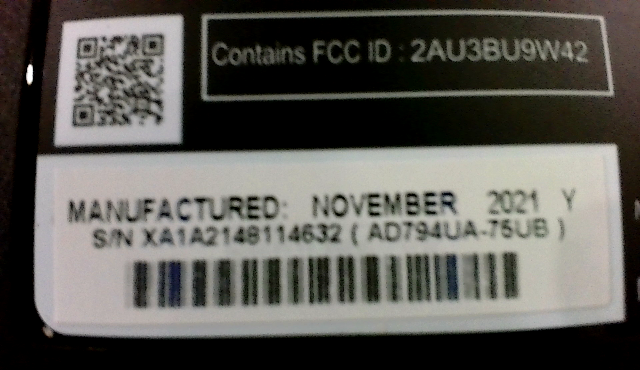 Contains FCC ID : 2AU3BU9W42
MANUFACTURED: NOVEMBER 2021 Y
S/N XA1A2148114632 ( AD794UA-75UB )